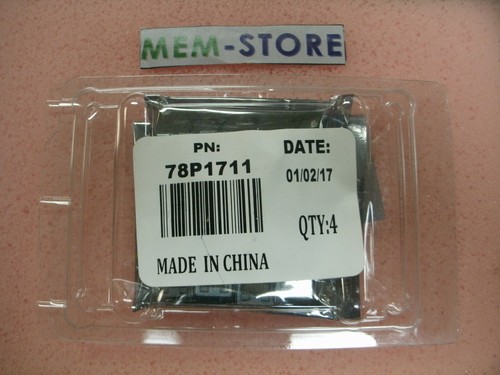 MEM-STORE
PN: DATE:
78P1711 01/02/17
QTY:4
MADE IN CHINA